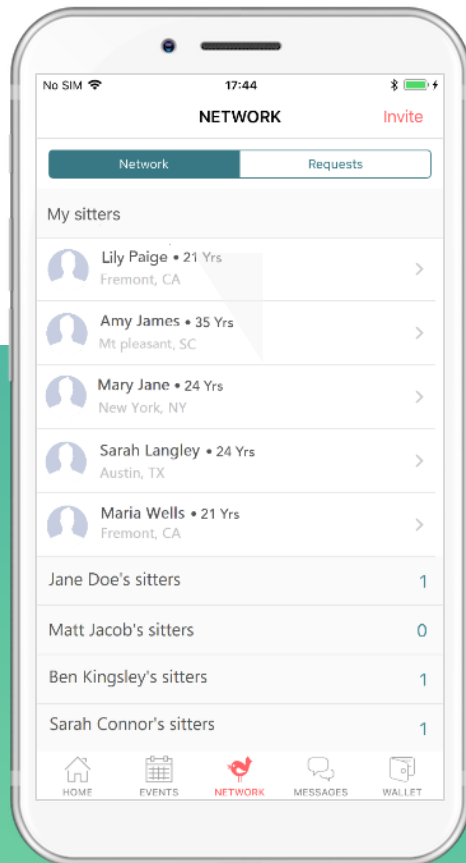 No SIM 17:44
NETWORK Invite
Network Requests
My sitters
Lily Paige • 21 Yrs
Fremont, CA
Amy James • 35 Yrs
Mt pleasant, SC
Mary Jane • 24 Yrs
New York, NY
Sarah Langley • 24 Yrs
Austin, TX
Maria Wells • 21 Yrs
Fremont, CA
Jane Doe's sitters 1
Matt Jacob's sitters 0
Ben Kingsley's sitters 1
Sarah Connor's sitters 1
HOME EVENTS NETWORK MESSAGES WALLET